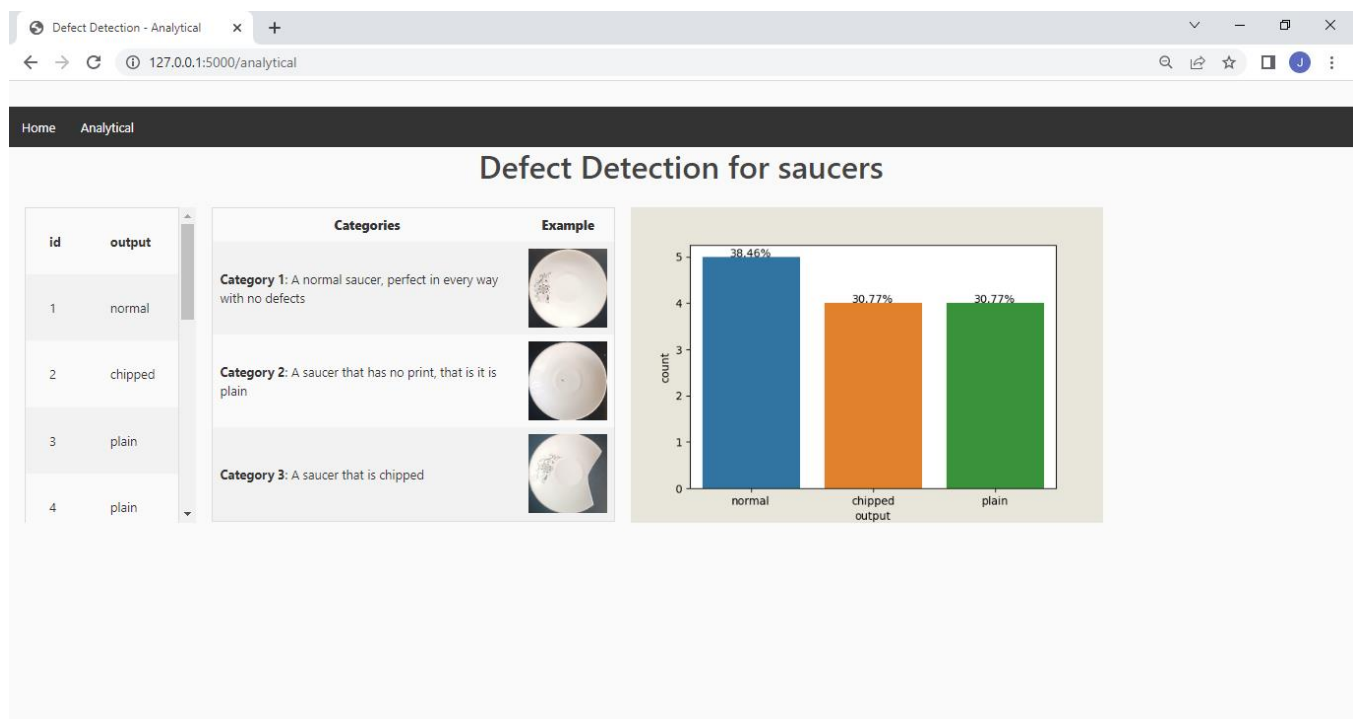 Defect Detection - Analytical
127.0.0.1:5000/analytical
J
Home Analytical
Defect Detection for saucers
id output
1 normal
2 chipped
3 plain
4 plain
Categories Example
Category 1: A normal saucer, perfect in every way
with no defects
Category 2: A saucer that has no print, that is it is
plain
Category 3: A saucer that is chipped
38.46%
30.77%
30.77%
5
4
3
2
1
0
count
normal chipped plain
output